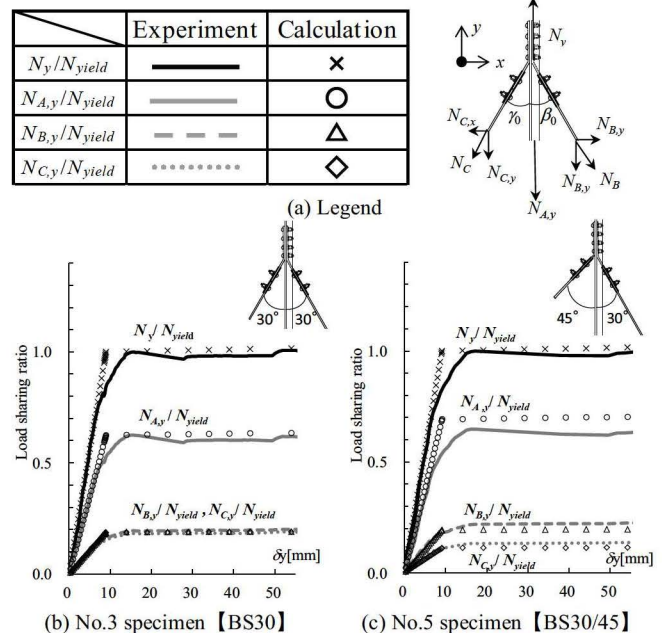 Experiment Calculation
N_y/N_yield
N_A,y/N_yield
N_B,y/N_yield
N_C,y/N_yield
y
x
N_y
γ_0 β_0
N_C,x
N_B,y
N_C
N_C,y
N_B,y
N_B
N_A,y
(a) Legend
30° 30°
Load sharing ratio
N_y/ N_yield
1.0
N_A,y/ N_yield
0.5
N_B,y/ N_yield , N_C,y/ N_yield
δy[mm]
0.0
0 10 20 30 40 50
(b) No.3 specimen【BS30】
45° 30°
Load sharing ratio
N_y/ N_yield
1.0
N_A,y/ N_yield
0.5
N_B,y/ N_yield
δy[mm]
N_C,y/ N_yield
0.0
0 10 20 30 40 50
(c) No.5 specimen【BS30/45】